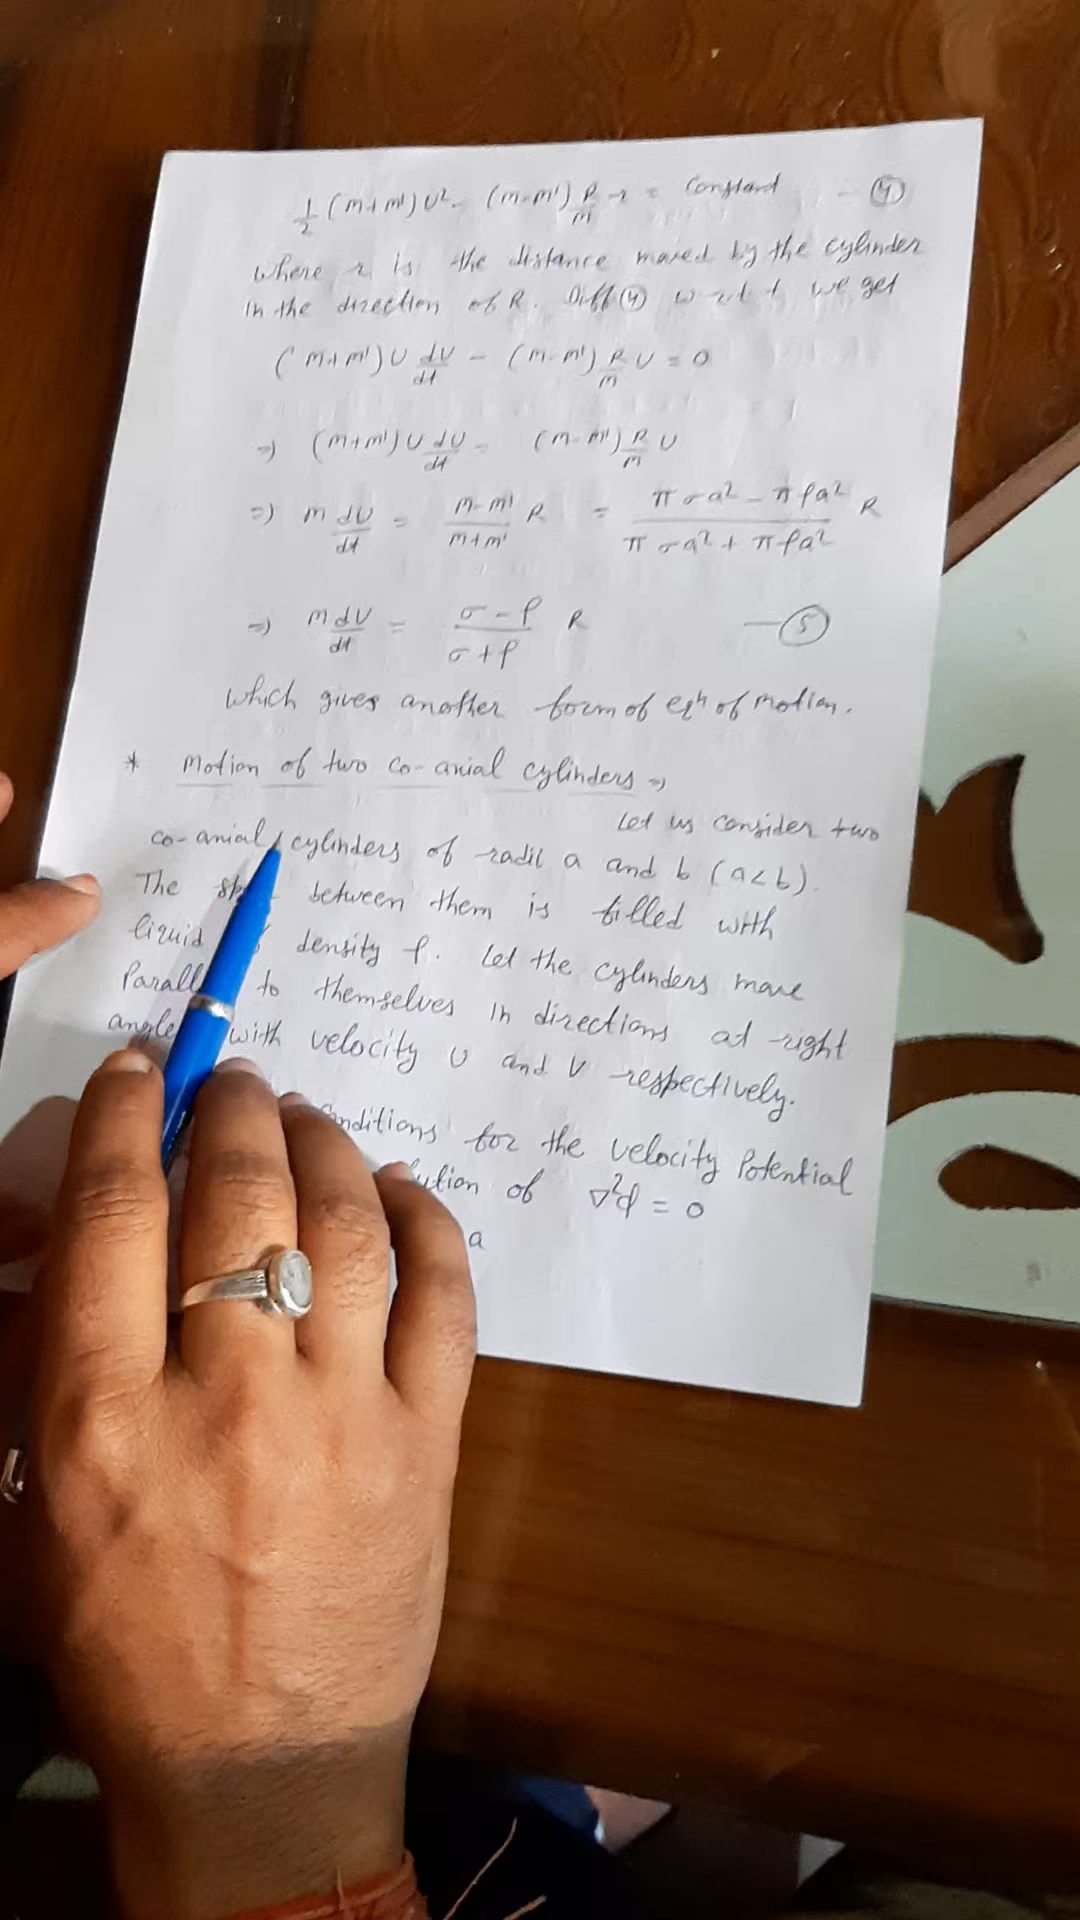 1/2 (m+m')U² - (m-m') R/m r = Constant - (4)
where r is the distance moved by the cylinder
in the direction of R. Diff (4) w r t t we get
(m+m')U dU/dt - (m-m') R/m U = 0
=) (m+m')U dU/dt = (m-m') R/m U
=) m dU/dt = m-m'/m+m' R = πσa² - πρa²/πσa² + πρa² R
=) m dU/dt = σ-ρ/σ+ρ R —(5)
which gives another form of eqⁿ of motion.
* Motion of two co-axial cylinders =)
Let us consider two
co-axial cylinders of radii a and b (a<b).
The between them is filled with
liquid density ρ. Let the cylinders move
Parall to themselves in directions at right
angle with velocity U and V respectively.
onditions for the velocity Potential
ution of ∇²φ = 0
a